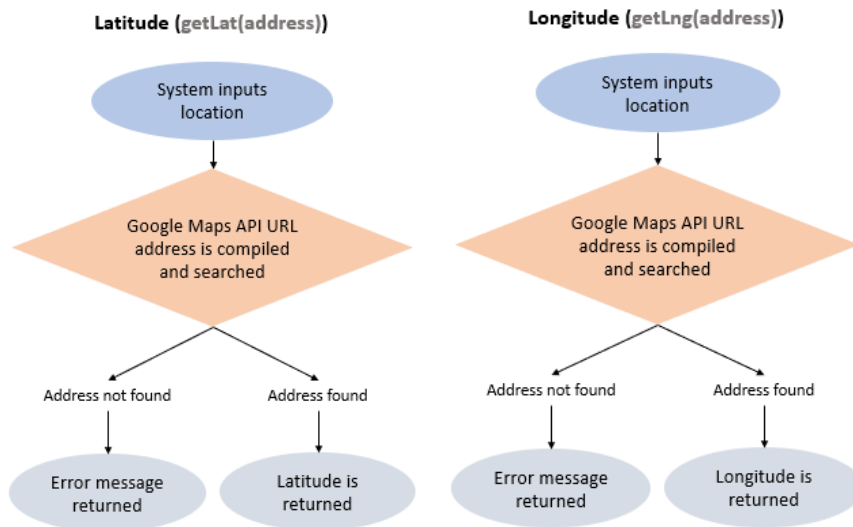 Latitude (getLat(address))
System inputs
location
Google Maps API URL
address is compiled
and searched
Address not found
Address found
Error message
returned
Latitude is
returned
Longitude (getLng(address))
System inputs
location
Google Maps API URL
address is compiled
and searched
Address not found
Address found
Error message
returned
Longitude is
returned